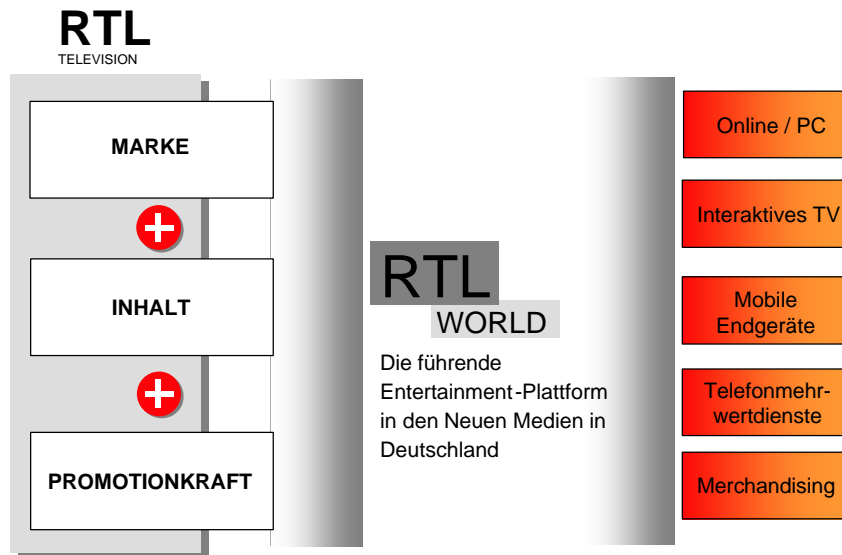 RTL
TELEVISION
MARKE
INHALT
PROMOTIONKRAFT
RTL
WORLD
Die führende
Entertainment-Plattform
in den Neuen Medien in
Deutschland
Online / PC
Interaktives TV
Mobile
Endgeräte
Telefonmehr-
wertdienste
Merchandising